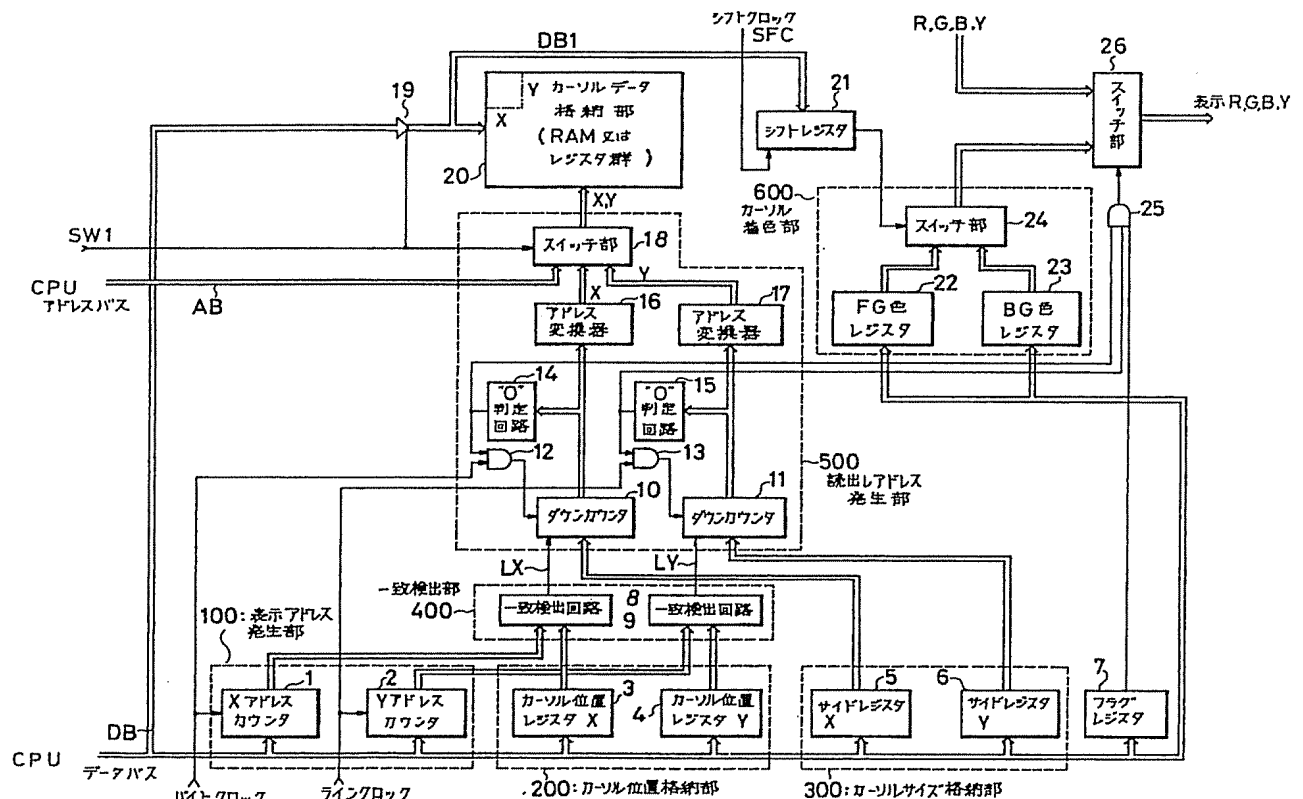 シフトクロック
SFC
R,G,B,Y
DB1
26
スイッチ部
表示 R,G,B,Y
19
Y カーソルデータ
X 格納部
(RAM又は
レジスタ群)
20
21
シフトレジスタ
X,Y
600
カーソル
着色部
25
スイッチ部
24
SW1
スイッチ部
18
CPU
アドレスバス
AB
X
Y
16
アドレス
変換器
17
アドレス
変換器
22
FG色
レジスタ
23
BG色
レジスタ
14
"0"
判定
回路
15
"0"
判定
回路
12
13
500
読出しアドレス
発生部
10
ダウンカウンタ
11
ダウンカウンタ
LX
LY
一致検出部
400
一致検出回路
8
9
一致検出回路
100:表示アドレス
発生部
1
Xアドレス
カウンタ
2
Yアドレス
カウンタ
3
カーソル位置
レジスタ X
4
カーソル位置
レジスタ Y
5
サイドレジスタ
X
6
サイドレジスタ
Y
7
フラグ
レジスタ
DB
CPU
データバス
バイトクロック
ラインクロック
200:カーソル位置格納部
300:カーソルサイズ格納部